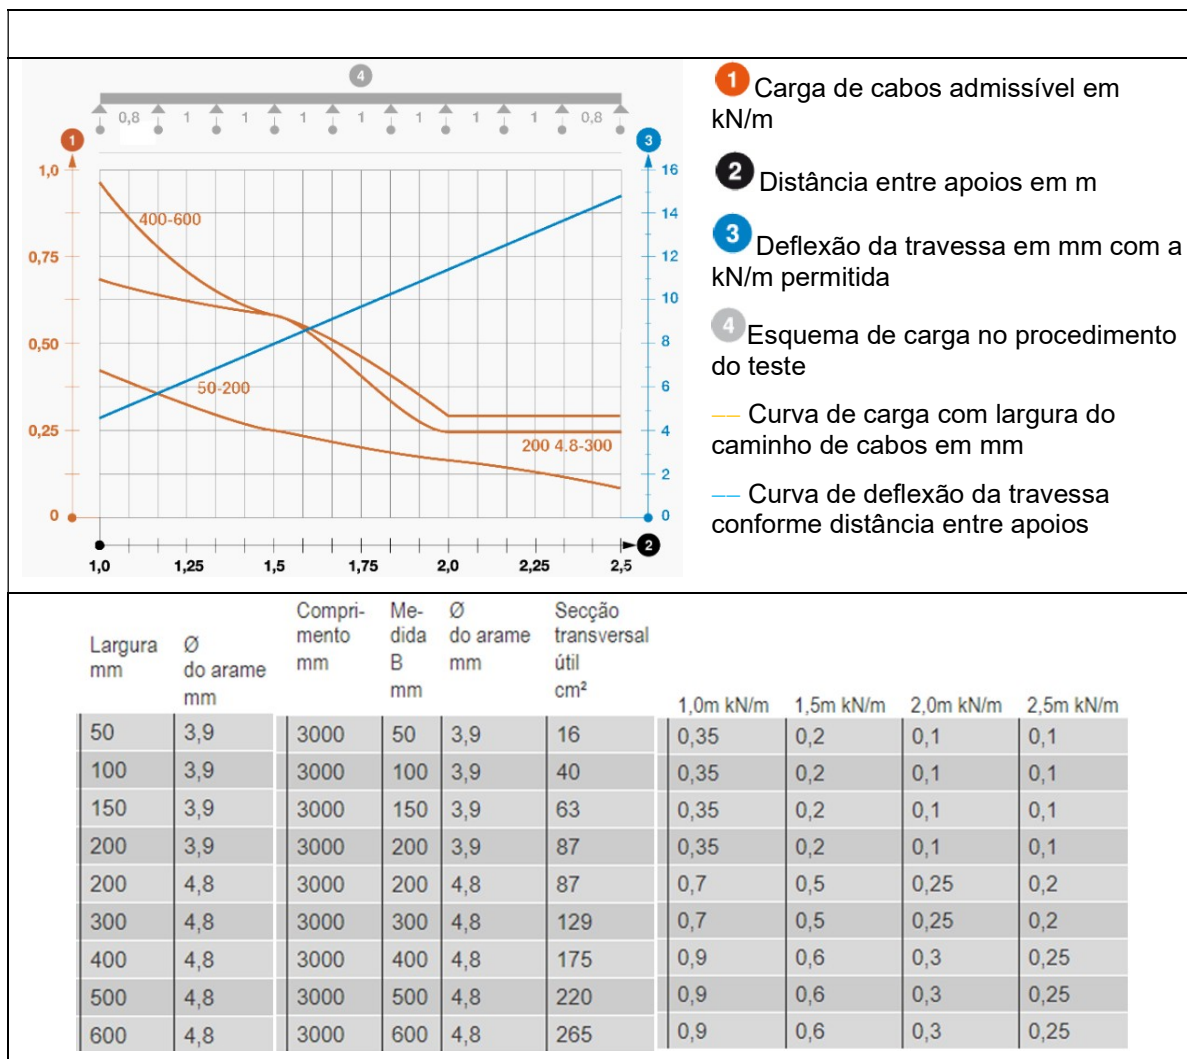 4
0,8 1 1 1 1 1 1 1 0,8
1 3
1,0 16
400-600 14
0,75 12
10
0,50 8
50-200 6
0,25 4
200 4.8-300
2
0 0
2
1,0 1,25 1,5 1,75 2,0 2,25 2,5
1 Carga de cabos admissível em
kN/m
2 Distância entre apoios em m
3 Deflexão da travessa em mm com a
kN/m permitida
4 Esquema de carga no procedimento
do teste
Curva de carga com largura do
caminho de cabos em mm
Curva de deflexão da travessa
conforme distância entre apoios
Largura
mm
Ø
do arame
mm
Compri-
mento
mm
Me-
dida
B
mm
Ø
do arame
mm
Secção
transversal
útil
cm²
1,0m kN/m 1,5m kN/m 2,0m kN/m 2,5m kN/m
50 3,9 3000 50 3,9 16 0,35 0,2 0,1 0,1
100 3,9 3000 100 3,9 40 0,35 0,2 0,1 0,1
150 3,9 3000 150 3,9 63 0,35 0,2 0,1 0,1
200 3,9 3000 200 3,9 87 0,35 0,2 0,1 0,1
200 4,8 3000 200 4,8 87 0,7 0,5 0,25 0,2
300 4,8 3000 300 4,8 129 0,7 0,5 0,25 0,2
400 4,8 3000 400 4,8 175 0,9 0,6 0,3 0,25
500 4,8 3000 500 4,8 220 0,9 0,6 0,3 0,25
600 4,8 3000 600 4,8 265 0,9 0,6 0,3 0,25